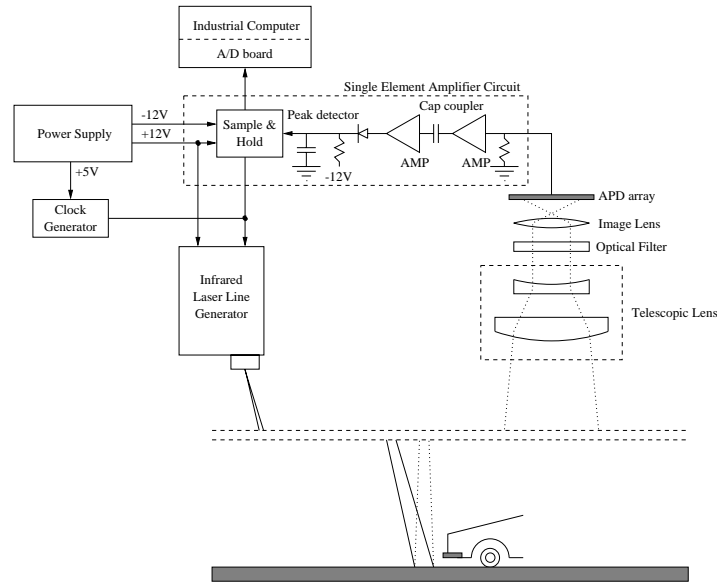 Industrial Computer
A/D board
Single Element Amplifier Circuit
Cap coupler
Peak detector
-12V
+12V
Power Supply
Sample &
Hold
AMP
AMP
-12V
+5V
APD array
Clock
Generator
Image Lens
Optical Filter
Infrared
Laser Line
Generator
Telescopic Lens